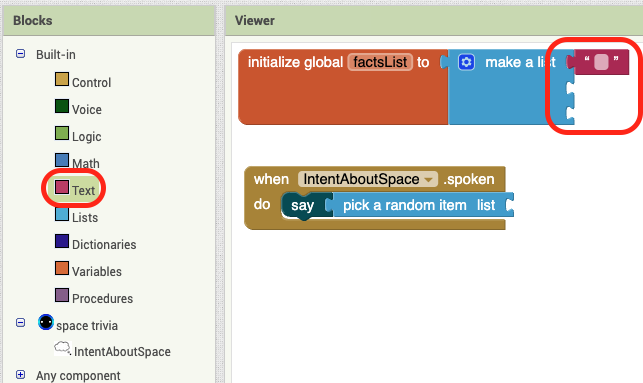 Blocks
Built-in
Control
Voice
Logic
Math
Text
Lists
Dictionaries
Variables
Procedures
space trivia
IntentAboutSpace
Any component
Viewer
initialize global factsList to make a list “ ”
when IntentAboutSpace .spoken
do say pick a random item list